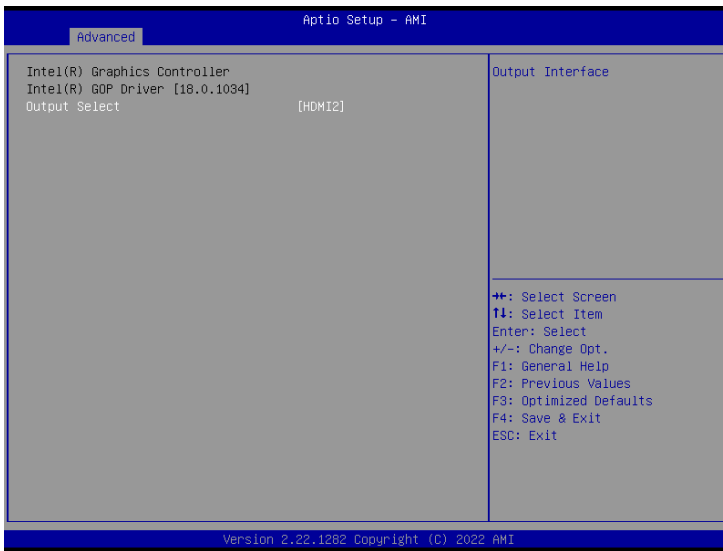 Aptio Setup – AMI
Advanced
Intel(R) Graphics Controller
Intel(R) GOP Driver [18.0.1034]
Output Select [HDMI2]
Output Interface
→←: Select Screen
↑↓: Select Item
Enter: Select
+/-: Change Opt.
F1: General Help
F2: Previous Values
F3: Optimized Defaults
F4: Save & Exit
ESC: Exit
Version 2.22.1282 Copyright (C) 2022 AMI